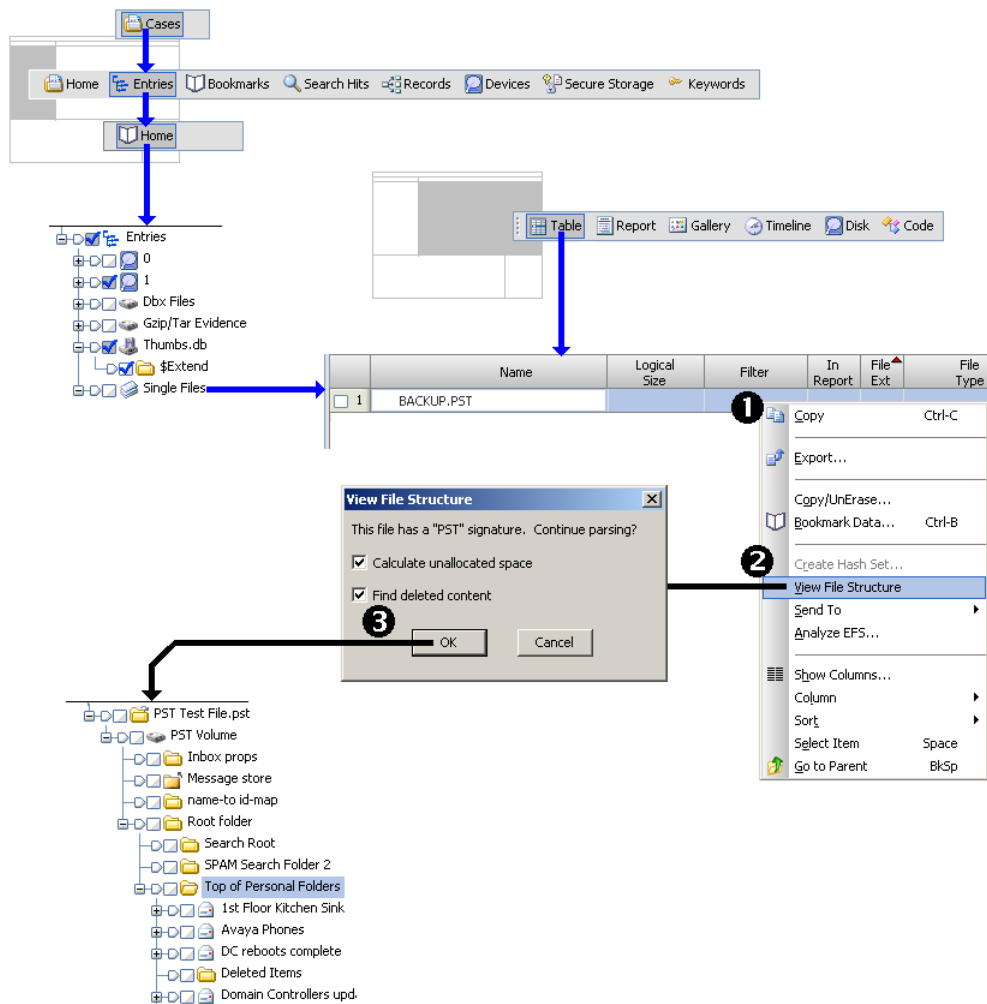 Cases
Home Entries Bookmarks Search Hits Records Devices Secure Storage Keywords
Home
Entries
0
1
Dbx Files
Gzip/Tar Evidence
Thumbs.db
$Extend
Single Files
Table Report Gallery Timeline Disk Code
Name Logical Size Filter In Report File Ext File Type
1 BACKUP.PST
1
Copy Ctrl-C
Export...
Copy/UnErase...
Bookmark Data... Ctrl-B
Create Hash Set...
2
View File Structure
Send To
Analyze EFS...
Show Columns...
Column
Sort
Select Item Space
Go to Parent BkSp
View File Structure
This file has a "PST" signature. Continue parsing?
Calculate unallocated space
Find deleted content
3
OK Cancel
PST Test File.pst
PST Volume
Inbox props
Message store
name-to id-map
Root folder
Search Root
SPAM Search Folder 2
Top of Personal Folders
1st Floor Kitchen Sink
Avaya Phones
DC reboots complete
Deleted Items
Domain Controllers upd